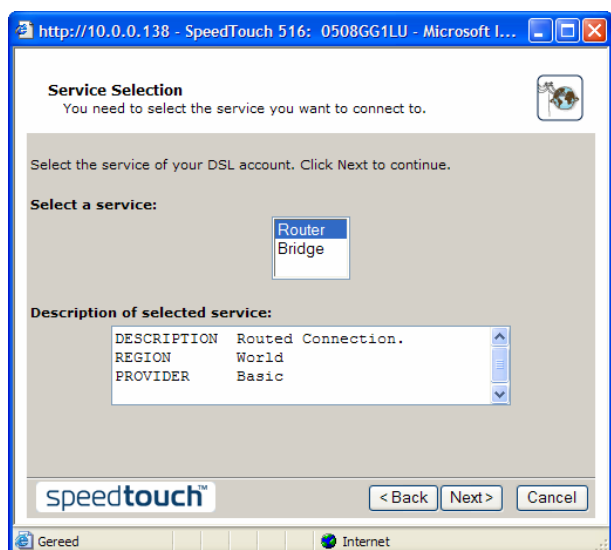 http://10.0.0.138 - SpeedTouch 516: 0508GG1LU - Microsoft I...
Service Selection
You need to select the service you want to connect to.
Select the service of your DSL account. Click Next to continue.
Select a service:
Router
Bridge
Description of selected service:
DESCRIPTION Routed Connection.
REGION World
PROVIDER Basic
speedtouch™
< Back Next > Cancel
Gereed Internet